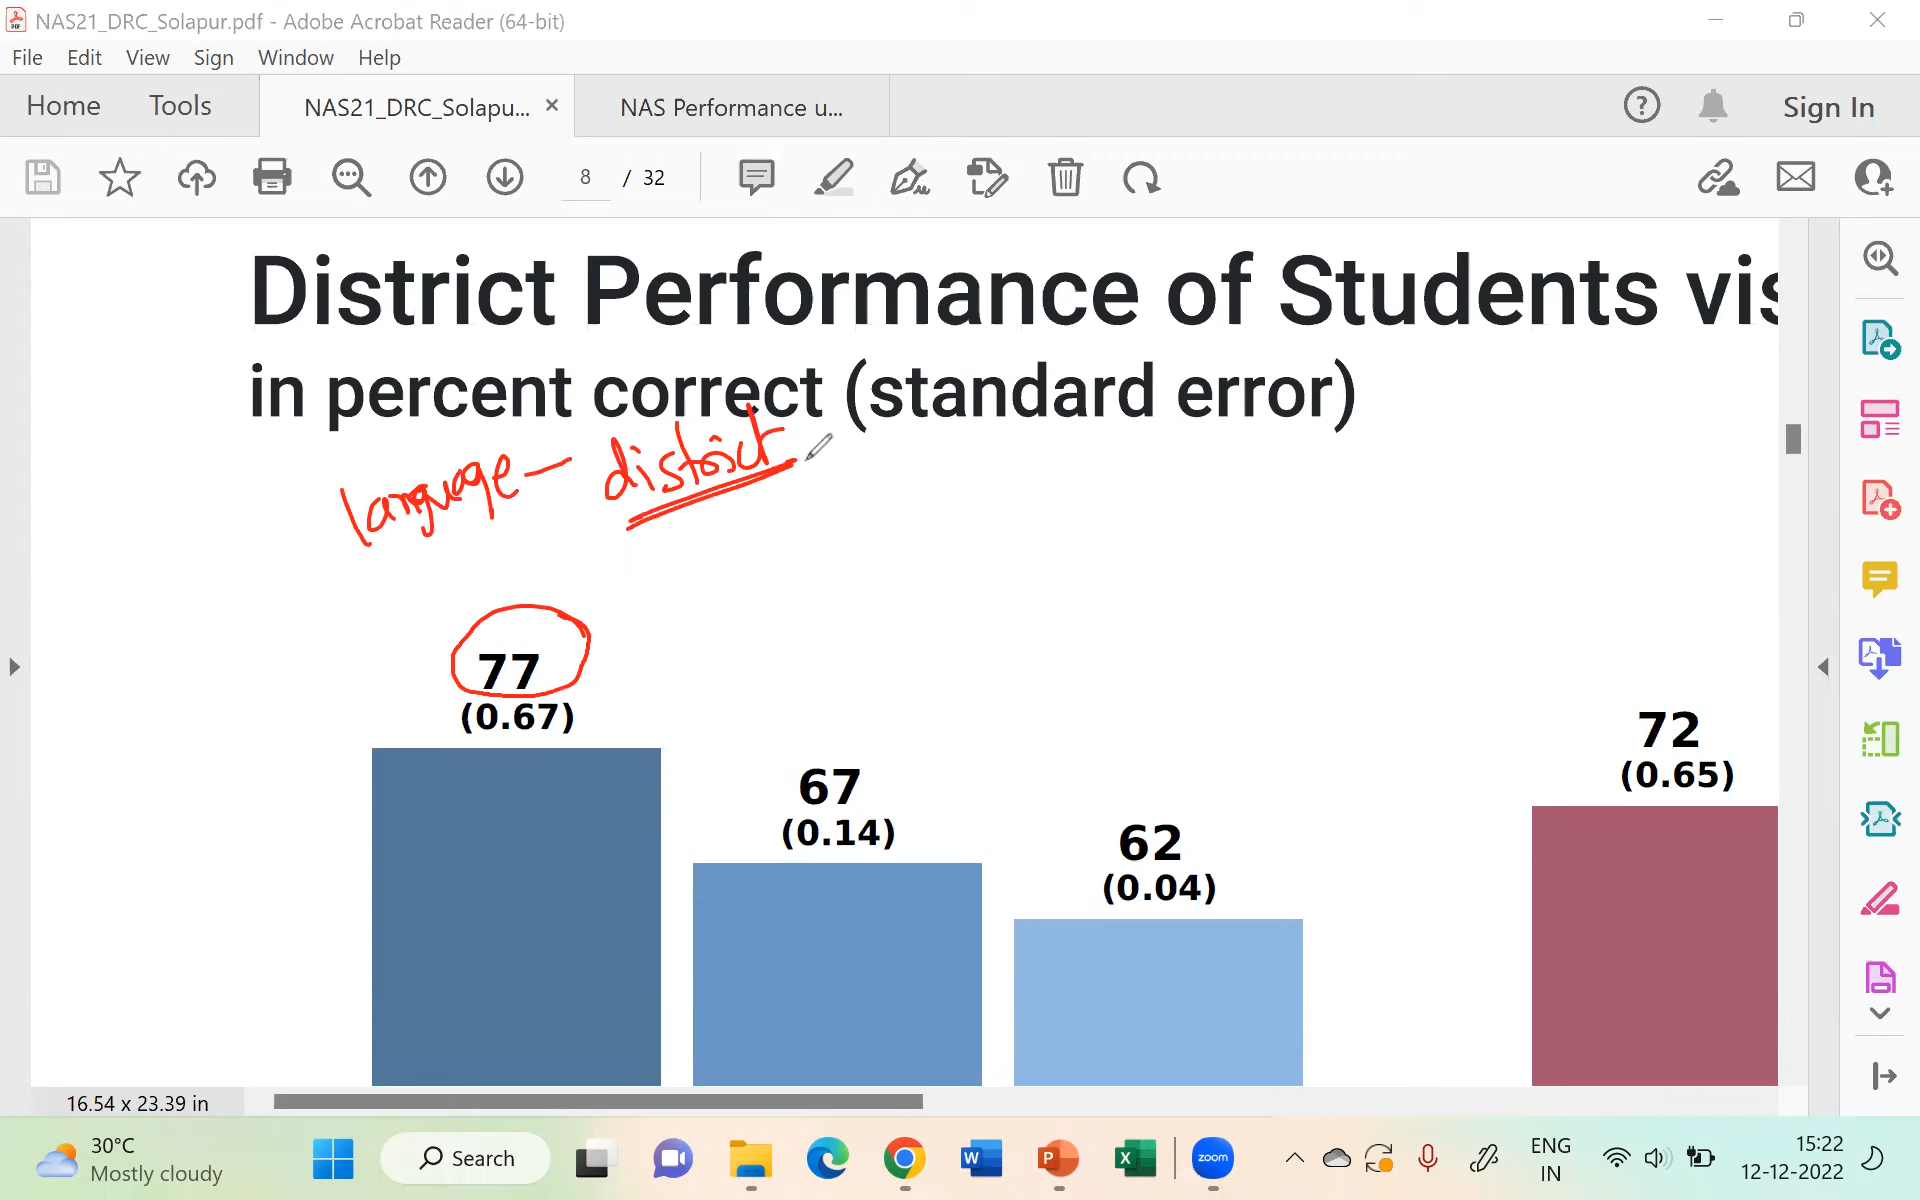 NAS21_DRC_Solapur.pdf - Adobe Acrobat Reader (64-bit)
File Edit View Sign Window Help
Home Tools NAS21_DRC_Solapu... × NAS Performance u... Sign In
8 / 32
District Performance of Students vis
in percent correct (standard error)
language - district
77
(0.67)
72
(0.65)
67
(0.14)
62
(0.04)
16.54 x 23.39 in
30°C
Mostly cloudy
Search
zoom
ENG
IN
15:22
12-12-2022